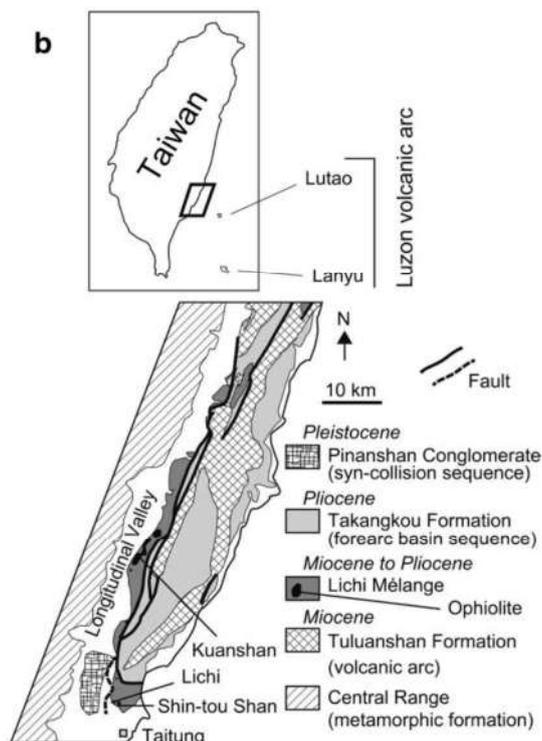 b
Taiwan
Lutao
Lanyu
Luzon volcanic arc
N
10 km
Fault
Pleistocene
Pinanshan Conglomerate
(syn-collision sequence)
Pliocene
Takangkou Formation
(forearc basin sequence)
Miocene to Pliocene
Lichi Mélange
Ophiolite
Miocene
Tuluanshan Formation
(volcanic arc)
Central Range
(metamorphic formation)
Longitudinal Valley
Kuanshan
Lichi
Shin-tou Shan
Taitung